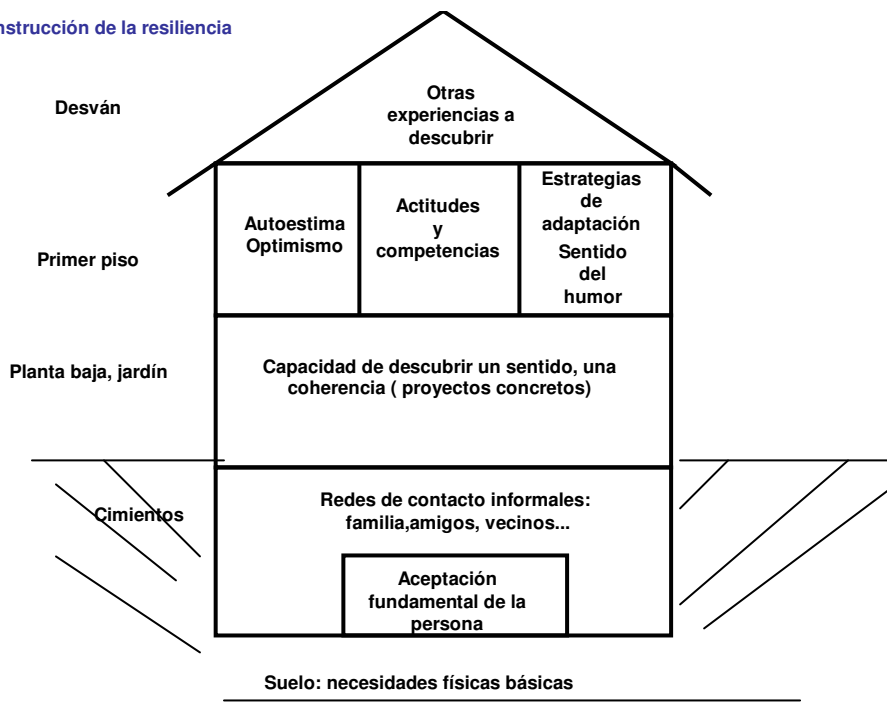 nstrucción de la resiliencia
Desván
Otras
experiencias a
descubrir
Primer piso
Autoestima
Optimismo
Actitudes
y
competencias
Estrategias
de
adaptación
Sentido
del
humor
Planta baja, jardín
Capacidad de descubrir un sentido, una
coherencia ( proyectos concretos)
Cimientos
Redes de contacto informales:
familia,amigos, vecinos...
Aceptación
fundamental de la
persona
Suelo: necesidades físicas básicas